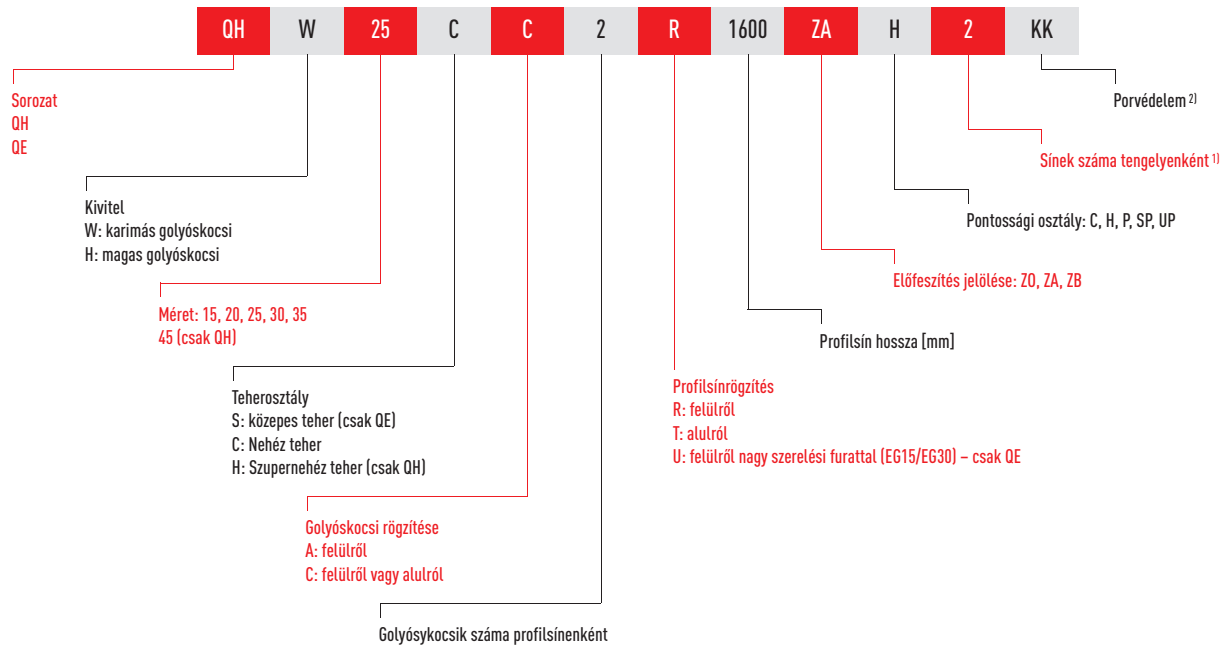 QH W 25 C C 2 R 1600 ZA H 2 KK
Sorozat
QH
QE
Porvédelem 2)
Sínek száma tengelyenként 1)
Kivitel
W: karimás golyóskocsi
H: magas golyóskocsi
Pontossági osztály: C, H, P, SP, UP
Előfeszítés jelölése: ZO, ZA, ZB
Méret: 15, 20, 25, 30, 35
45 (csak QH)
Profilsín hossza [mm]
Teherosztály
S: közepes teher (csak QE)
C: Nehéz teher
H: Szupernehéz teher (csak QH)
Profilsínrögzítés
R: felülről
T: alulról
U: felülről nagy szerelési furattal (EG15/EG30) – csak QE
Golyóskocsi rögzítése
A: felülről
C: felülről vagy alulról
Golyósykocsik száma profilsínenként